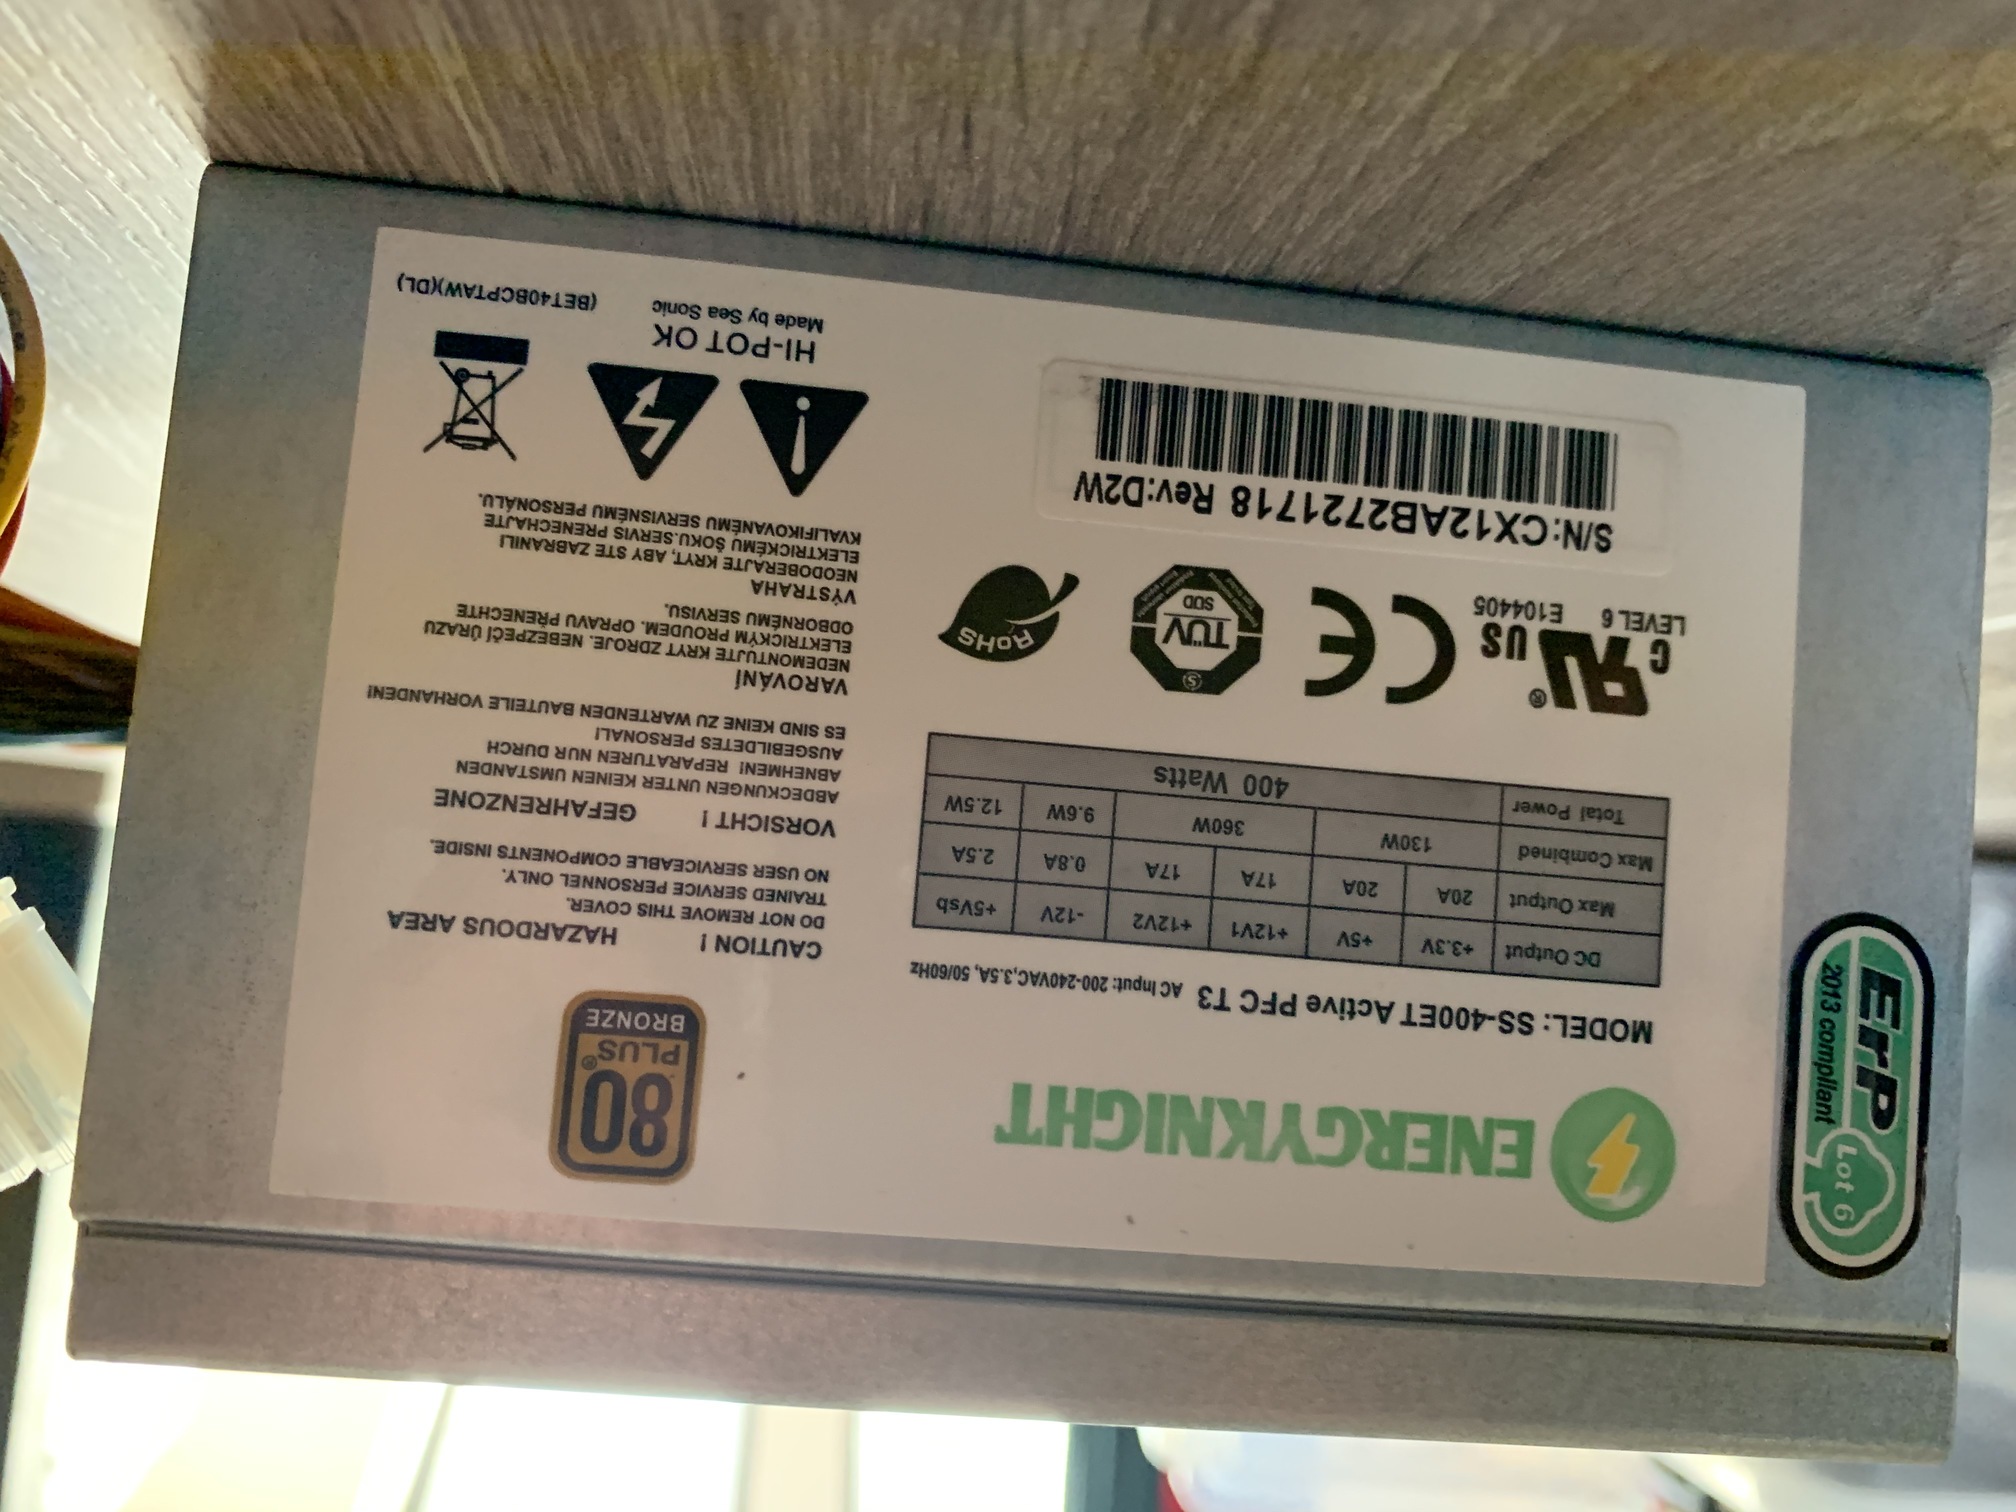 ENERGYKNIGHT
80
PLUS®
BRONZE
MODEL: SS-400ET Active PFC T3 AC Input: 200-240VAC,3.5A, 50/60Hz
DC Output +3.3V +5V +12V1 +12V2 -12V +5Vsb
Max Output 20A 20A 17A 17A 0.8A 2.5A
Max Combined 130W 360W 9.6W 12.5W
Total Power 400 Watts
C RU US ®
LEVEL 6 E104405
CE
TÜV
SÜD
RoHS
S/N:CX12AB2721718 Rev:D2W
CAUTION ! HAZARDOUS AREA
DO NOT REMOVE THIS COVER.
TRAINED SERVICE PERSONNEL ONLY.
NO USER SERVICEABLE COMPONENTS INSIDE.
VORSICHT ! GEFAHRENZONE
ABDECKUNGEN UNTER KEINEN UMSTANDEN
ABNEHMEN! REPARATUREN NUR DURCH
AUSGEBILDETES PERSONAL!
ES SIND KEINE ZU WARTENDEN BAUTEILE VORHANDEN!
VAROVÁNÍ
NEDEMONTUJTE KRYT ZDROJE. NEBEZPEČÍ ÚRAZU
ELEKTRICKÝM PROUDEM. OPRAVU PŘENECHTE
ODBORNÉMU SERVISU.
VÝSTRAHA
NEODOBERAJTE KRYT, ABY STE ZABRANILI
ELEKTRICKÉMU ŠOKU.SERVIS PRENECHAJTE
KVALIFIKOVANÉMU SERVISNÉMU PERSONÁLU.
HI-POT OK
Made by Sea Sonic
(BET40BCPTAW)(DL)
ErP
2013 compliant
Lot 6